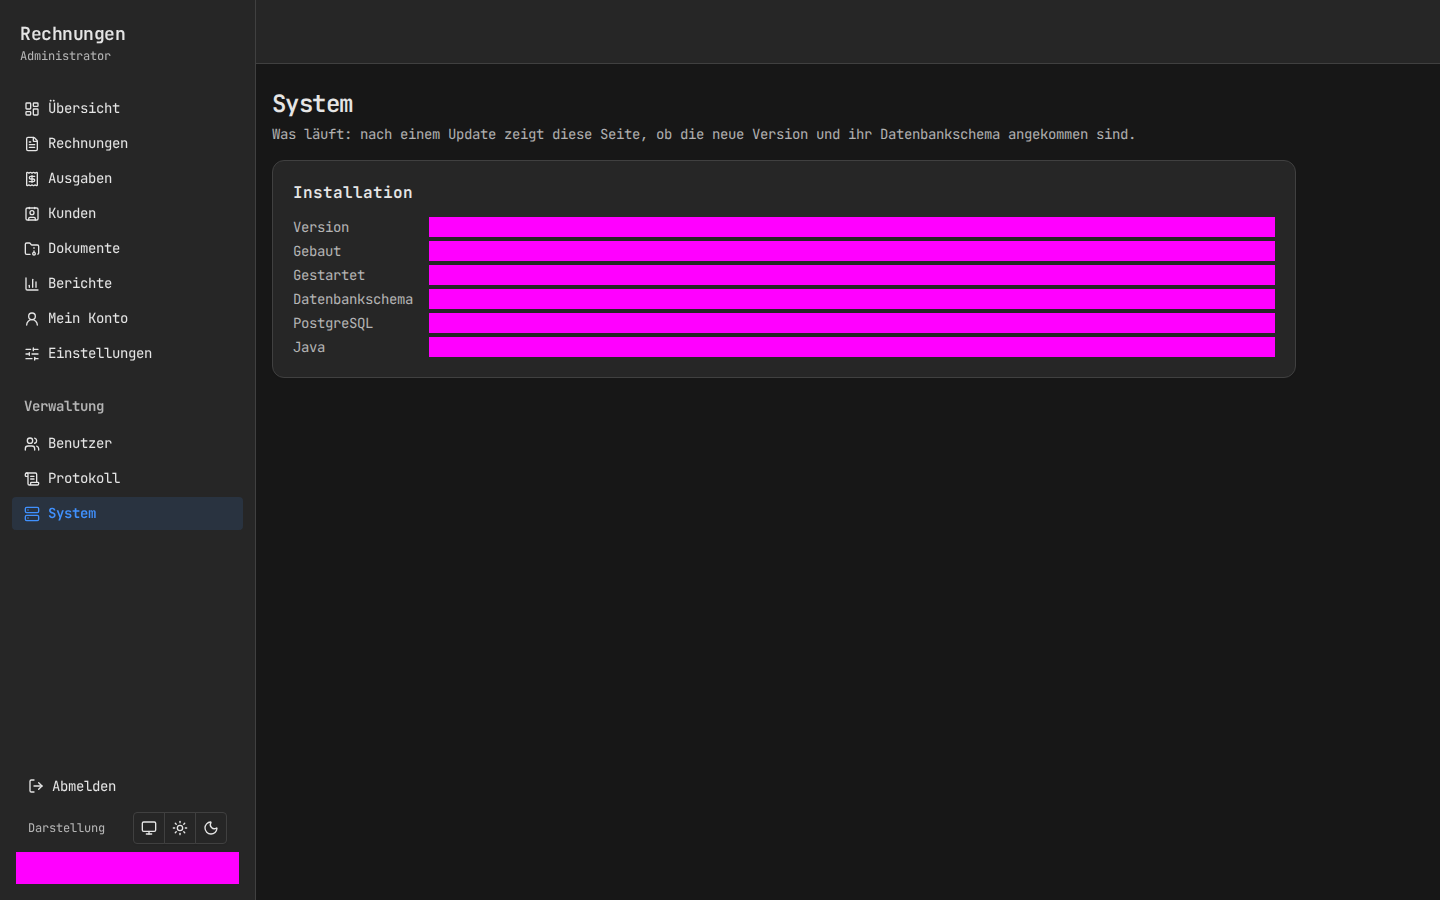 Rechnungen
Administrator
Übersicht
Rechnungen
Ausgaben
Kunden
Dokumente
Berichte
Mein Konto
Einstellungen
Verwaltung
Benutzer
Protokoll
System
Abmelden
Darstellung
System
Was läuft: nach einem Update zeigt diese Seite, ob die neue Version und ihr Datenbankschema angekommen sind.
Installation
Version
Gebaut
Gestartet
Datenbankschema
PostgreSQL
Java